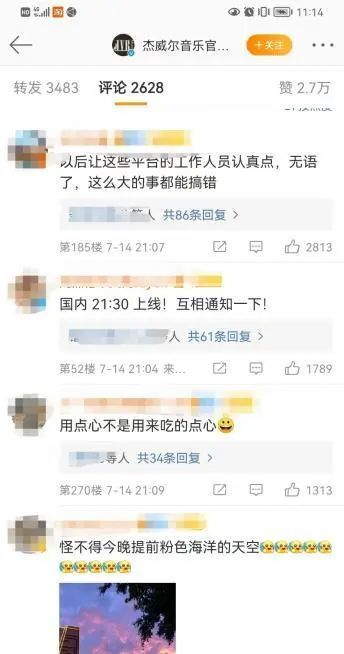 11:14
杰威尔音乐官...
+关注
转发 3483
评论 2628
赞 2.7万
以后让这些平台的工作人员认真点，无语
了，这么大的事都能搞错
等人 共86条回复 >
第185楼 7-14 21:07
2813
国内 21:30 上线！互相通知一下！
人 共61条回复 >
第52楼 7-14 21:04 来...
1789
用点心不是用来吃的点心😀
等人 共34条回复 >
第270楼 7-14 21:09
1313
怪不得今晚提前粉色海洋的天空😭😭😭
😭😭😭😭😭